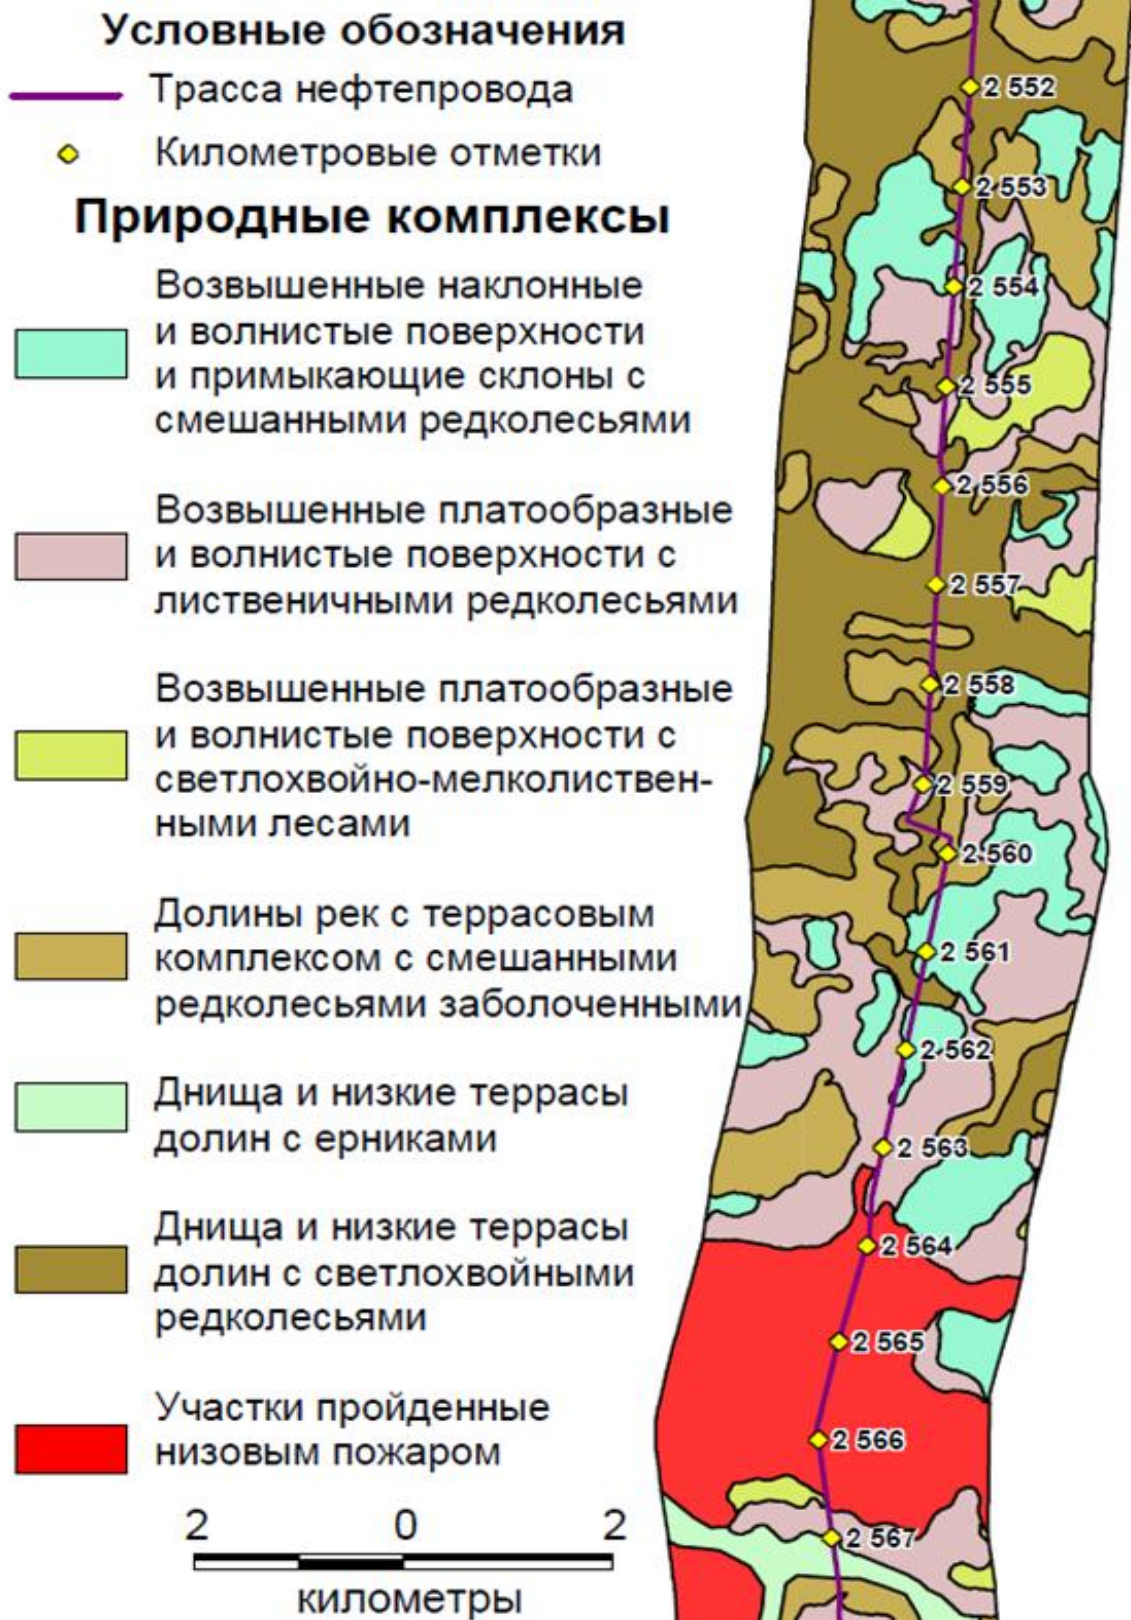 Условные обозначения
Трасса нефтепровода
Километровые отметки
Природные комплексы
Возвышенные наклонные
и волнистые поверхности
и примыкающие склоны с
смешанными редколесьями
Возвышенные платообразные
и волнистые поверхности с
лиственичными редколесьями
Возвышенные платообразные
и волнистые поверхности с
светлохвойно-мелколиствен-
ными лесами
Долины рек с террасовым
комплексом с смешанными
редколесьями заболоченными
Днища и низкие террасы
долин с ерниками
Днища и низкие террасы
долин с светлохвойными
редколесьями
Участки пройденные
низовым пожаром
2 0 2
километры
2 552
2 553
2 554
2 555
2 556
2 557
2 558
2 559
2 560
2 561
2 562
2 563
2 564
2 565
2 566
2 567